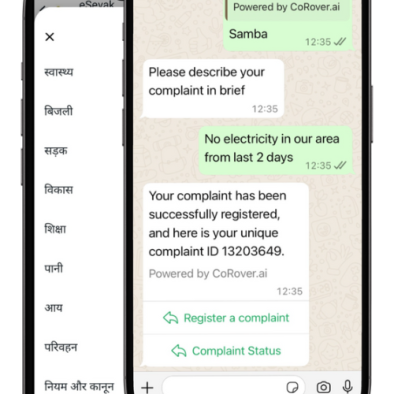 eSevak
×
स्वास्थ्य
बिजली
सड़क
विकास
शिक्षा
पानी
आय
परिवहन
नियम और कानून
Powered by CoRover.ai
Samba
12:35
Please describe your
complaint in brief
12:35
No electricity in our area
from last 2 days
12:35
Your complaint has been
successfully registered,
and here is your unique
complaint ID 13203649.
Powered by CoRover.ai
12:35
Register a complaint
Complaint Status